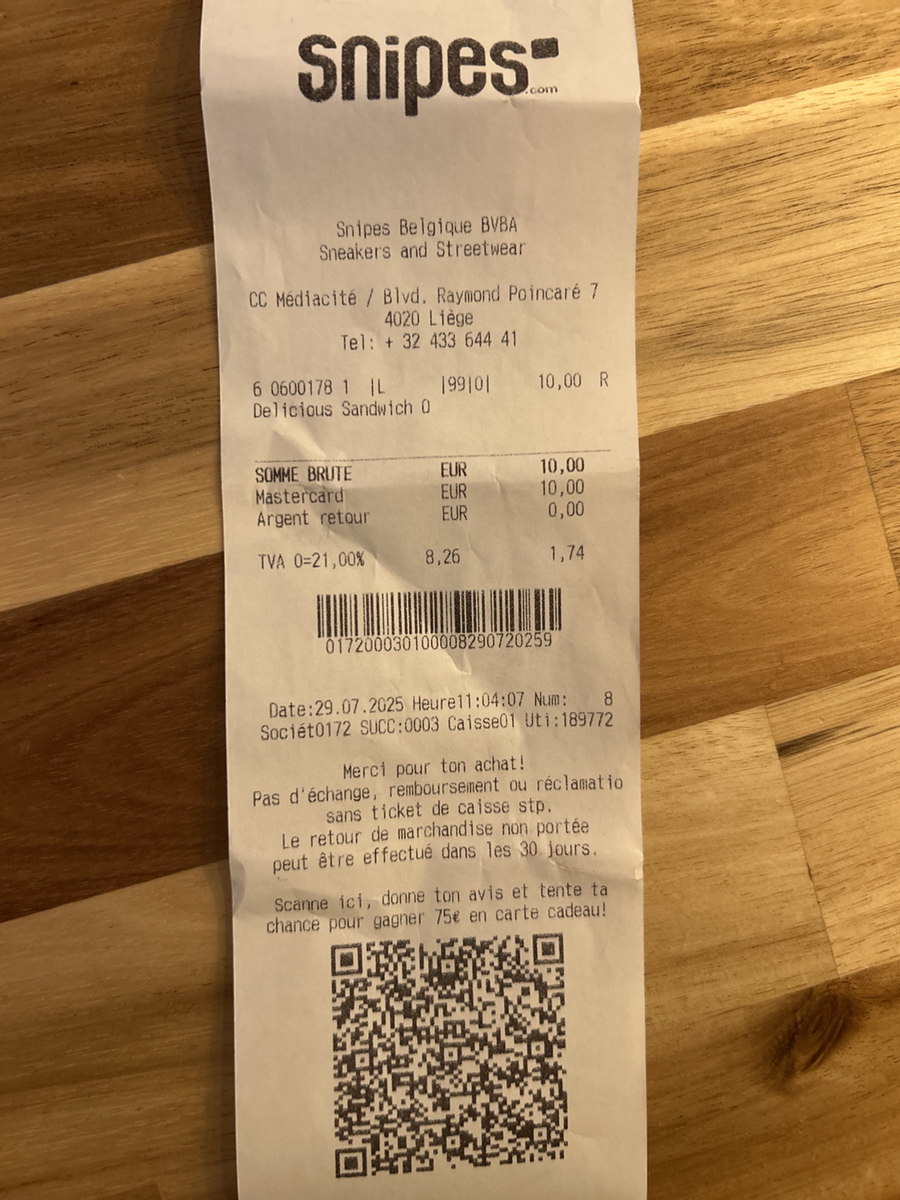 snipes
.com
Snipes Belgique BVBA
Sneakers and Streetwear
CC Médiacité / Blvd. Raymond Poincaré 7
4020 Liège
Tel: + 32 433 644 41
6 0600178 1 |L |99|0| 10,00 R
Delicious Sandwich O
SOMME BRUTE EUR 10,00
Mastercard EUR 10,00
Argent retour EUR 0,00
TVA 0=21,00% 8,26 1,74
017200030100008290720259
Date:29.07.2025 Heure11:04:07 Num: 8
Sociét0172 SUCC:0003 Caisse01 Uti:189772
Merci pour ton achat!
Pas d'échange, remboursement ou réclamatio
sans ticket de caisse stp.
Le retour de marchandise non portée
peut être effectué dans les 30 jours.
Scanne ici, donne ton avis et tente ta
chance pour gagner 75€ en carte cadeau!